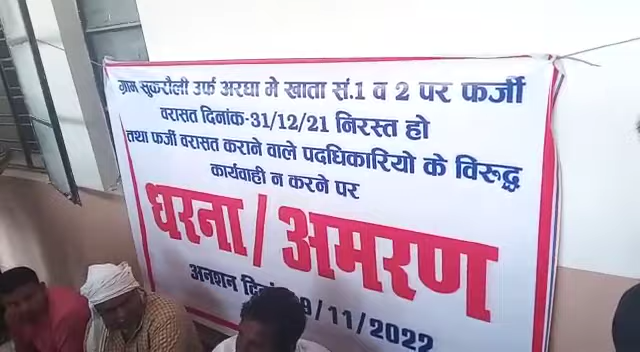 ग्राम सुकरौली उर्फ अरघा मे खाता सं.1 व 2 पर फर्जी
वरासत दिनांक-31/12/21 निरस्त हो
तथा फर्जी वरासत कराने वाले पदधिकारियो के विरूद्ध
कार्यवाही न करने पर
धरना/अमरण
अनशन 9/11/2022